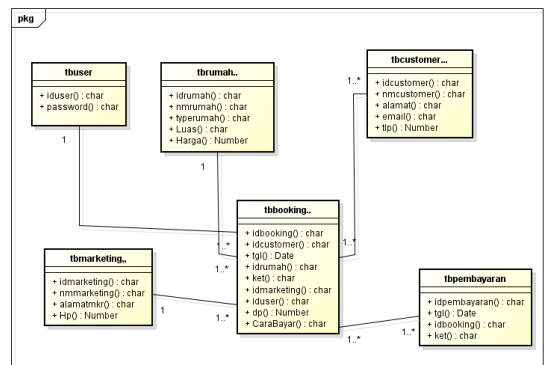 pkg
tbuser
+ iduser() : char
+ password() : char
1
tbrumah..
+ idrumah() : char
+ nmrumah() : char
+ typerumah() : char
+ Luas() : char
+ Harga() : Number
1
tbcustomer...
+ idcustomer() : char
+ nmcustomer() : char
+ alamat() : char
+ email() : char
+ tlp() : Number
1..*
tbbooking..
+ idbooking() : char
+ idcustomer() : char
+ tgl() : Date
+ idrumah() : char
+ ket() : char
+ idmarketing() : char
+ iduser() : char
+ dp() : Number
+ CaraBayar() : char
1..*
1..*
1..*
1..*
1..*
tbmarketing,,
+ idmarketing() : char
+ nmmarketing() : char
+ alamatmkr() : char
+ Hp() : Number
1
tbpembayaran
+ idpembayaran() : char
+ tgl() : Date
+ idbooking() : char
+ ket() : char
1..*